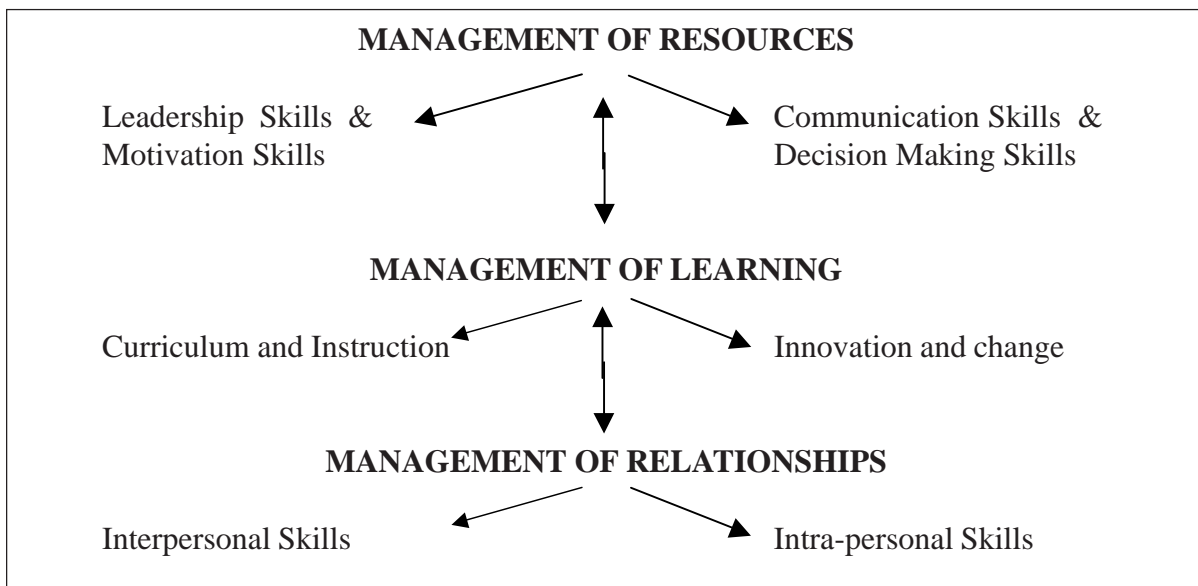 MANAGEMENT OF RESOURCES
Leadership Skills &
Motivation Skills
Communication Skills &
Decision Making Skills
MANAGEMENT OF LEARNING
Curriculum and Instruction
Innovation and change
MANAGEMENT OF RELATIONSHIPS
Interpersonal Skills
Intra-personal Skills